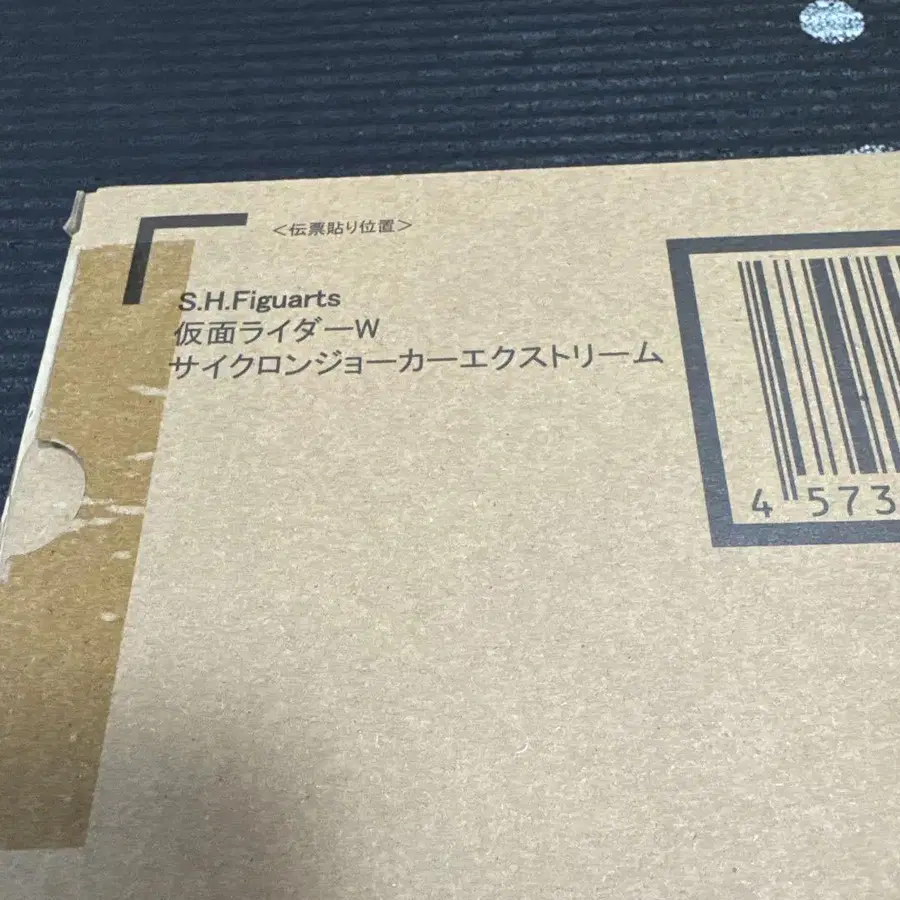 <伝票貼り位置>
S.H.Figuarts
仮面ライダーW
サイクロンジョーカーエクストリーム
4 573